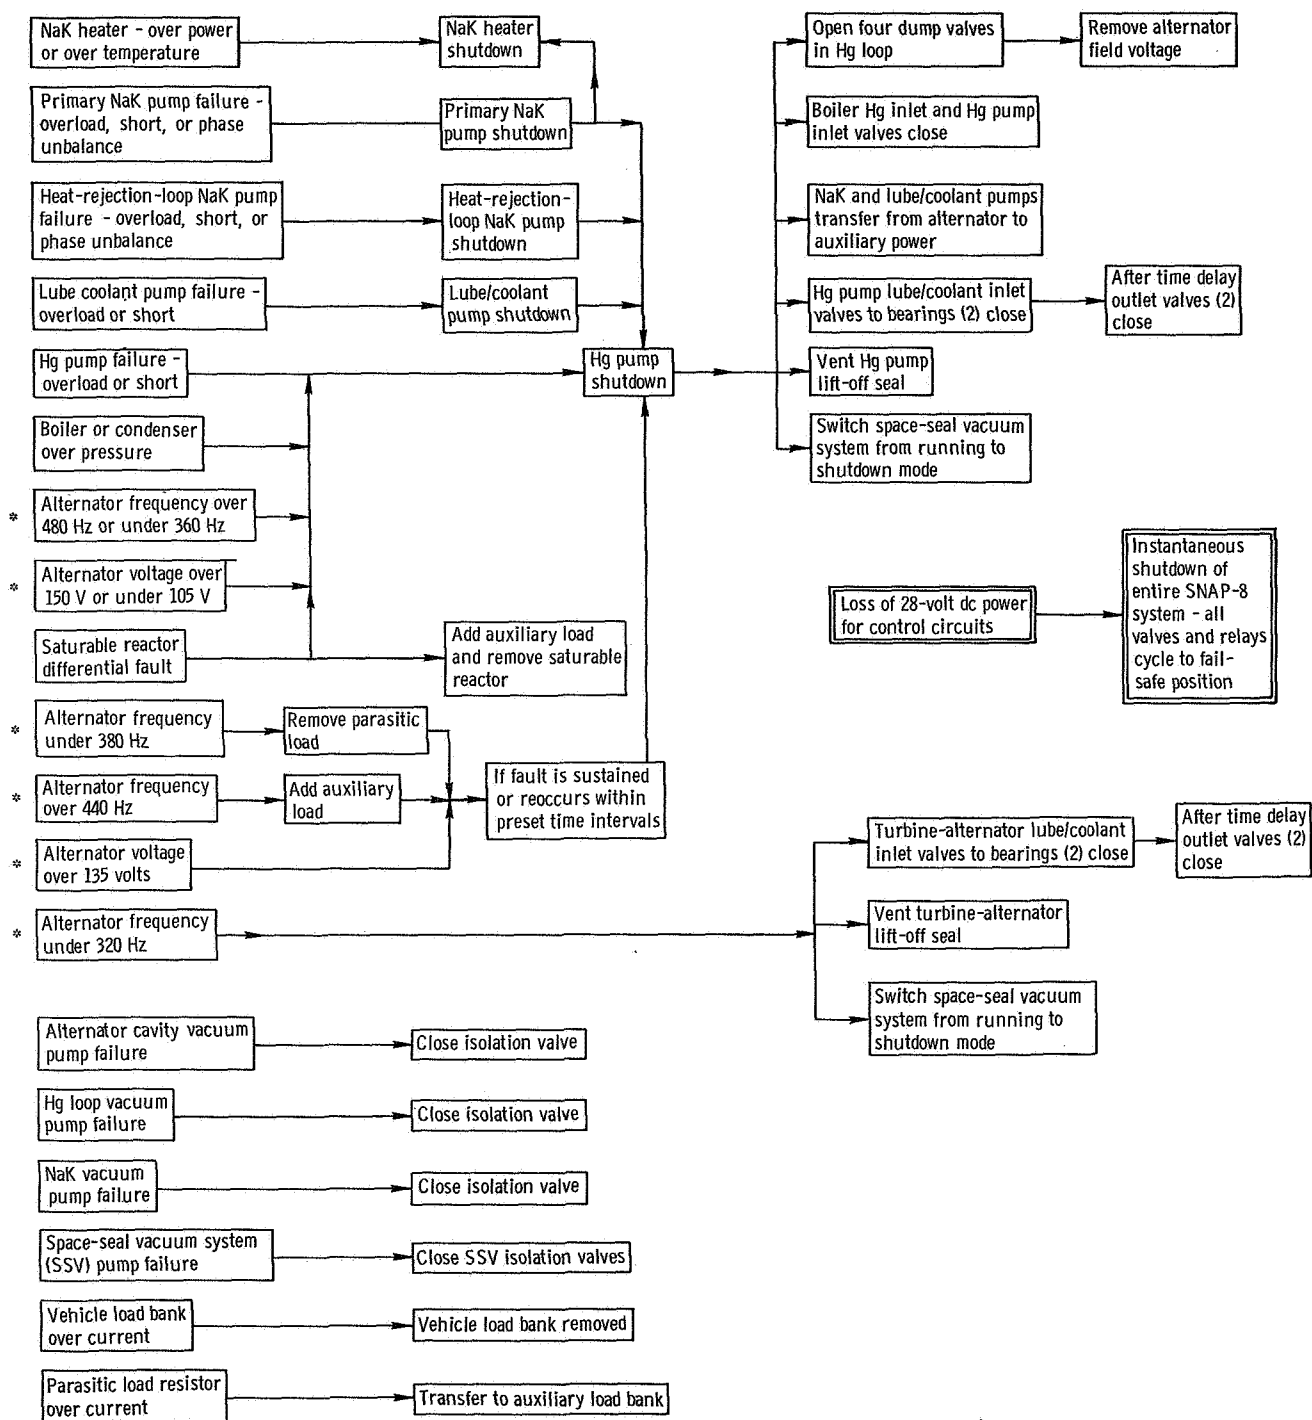 NaK heater - over power
or over temperature
NaK heater
shutdown
Open four dump valves
in Hg loop
Remove alternator
field voltage
Primary NaK pump failure -
overload, short, or phase
unbalance
Primary NaK
pump shutdown
Boiler Hg inlet and Hg pump
inlet valves close
Heat-rejection-loop NaK pump
failure - overload, short, or
phase unbalance
Heat-rejection-
loop NaK pump
shutdown
NaK and lube/coolant pumps
transfer from alternator to
auxiliary power
Lube coolant pump failure -
overload or short
Lube/coolant
pump shutdown
Hg pump lube/coolant inlet
valves to bearings (2) close
After time delay
outlet valves (2)
close
Hg pump failure -
overload or short
Hg pump
shutdown
Vent Hg pump
lift-off seal
Boiler or condenser
over pressure
Switch space-seal vacuum
system from running to
shutdown mode
* Alternator frequency over
480 Hz or under 360 Hz
* Alternator voltage over
150 V or under 105 V
Loss of 28-volt dc power
for control circuits
Instantaneous
shutdown of
entire SNAP-8
system - all
valves and relays
cycle to fail-
safe position
Saturable reactor
differential fault
Add auxiliary load
and remove saturable
reactor
* Alternator frequency
under 380 Hz
Remove parasitic
load
* Alternator frequency
over 440 Hz
Add auxiliary
load
If fault is sustained
or reoccurs within
preset time intervals
* Alternator voltage
over 135 volts
Turbine-alternator lube/coolant
inlet valves to bearings (2) close
After time delay
outlet valves (2)
close
* Alternator frequency
under 320 Hz
Vent turbine-alternator
lift-off seal
Switch space-seal vacuum
system from running to
shutdown mode
Alternator cavity vacuum
pump failure
Close isolation valve
Hg loop vacuum
pump failure
Close isolation valve
NaK vacuum
pump failure
Close isolation valve
Space-seal vacuum system
(SSV) pump failure
Close SSV isolation valves
Vehicle load bank
over current
Vehicle load bank removed
Parasitic load resistor
over current
Transfer to auxiliary load bank